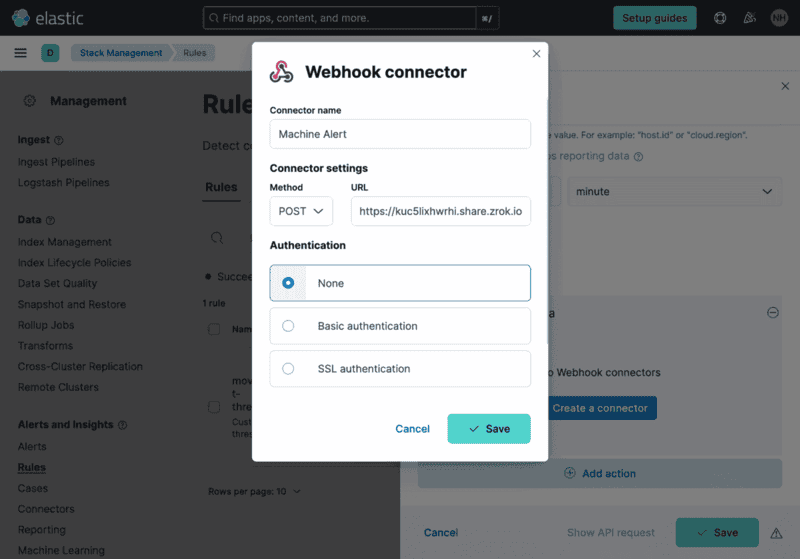 elastic
Find apps, content, and more.
⌘/
Setup guides
NH
D
Stack Management
Rules
Management
Ingest
Ingest Pipelines
Logstash Pipelines
Data
Index Management
Index Lifecycle Policies
Data Set Quality
Snapshot and Restore
Rollup Jobs
Transforms
Cross-Cluster Replication
Remote Clusters
Alerts and Insights
Alerts
Rules
Cases
Connectors
Reporting
Machine Learning
Rule
Detect co
Rules
Succe
1 rule
Nam
mov
t-
thre
Cust
thres
Rows per page: 10
Webhook connector
Connector name
Machine Alert
Connector settings
Method
URL
POST
https://kuc5lixhwrhi.share.zrok.io
Authentication
None
Basic authentication
SSL authentication
Cancel
Save
value. For example: "host.id" or "cloud.region".
us reporting data
minute
a
o Webhook connectors
Create a connector
Add action
Cancel
Show API request
Save